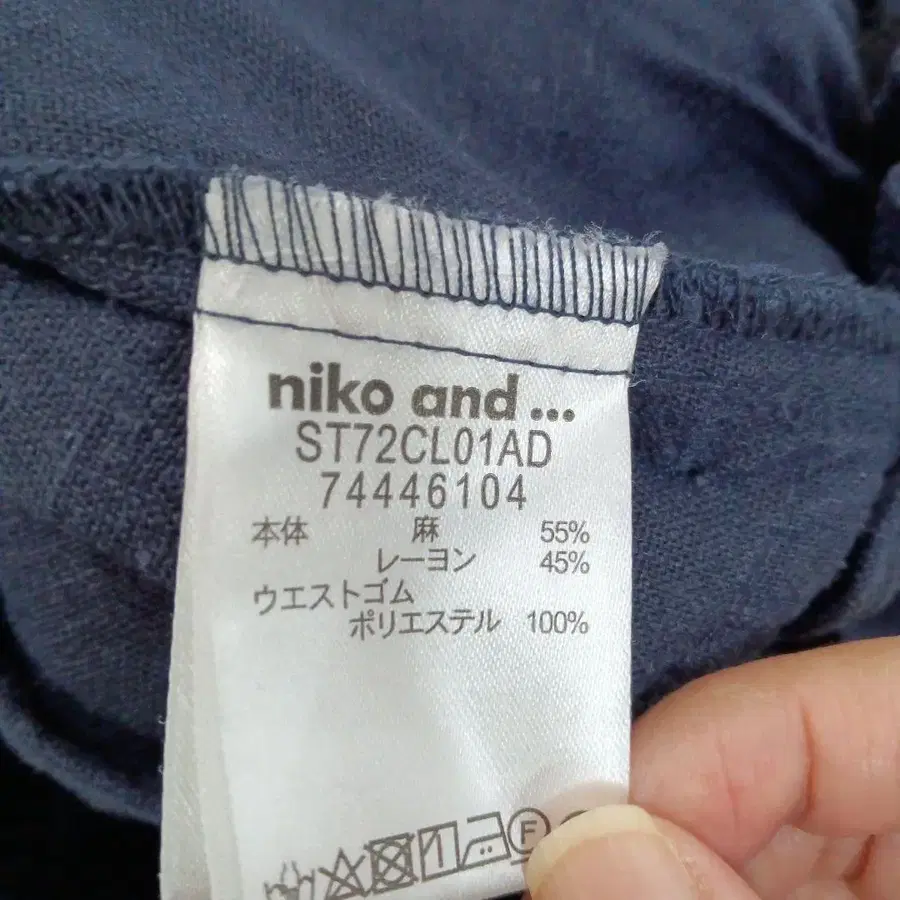 niko and ...
ST72CL01AD
74446104
本体 麻 55%
レーヨン 45%
ウエストゴム
ポリエステル 100%
F